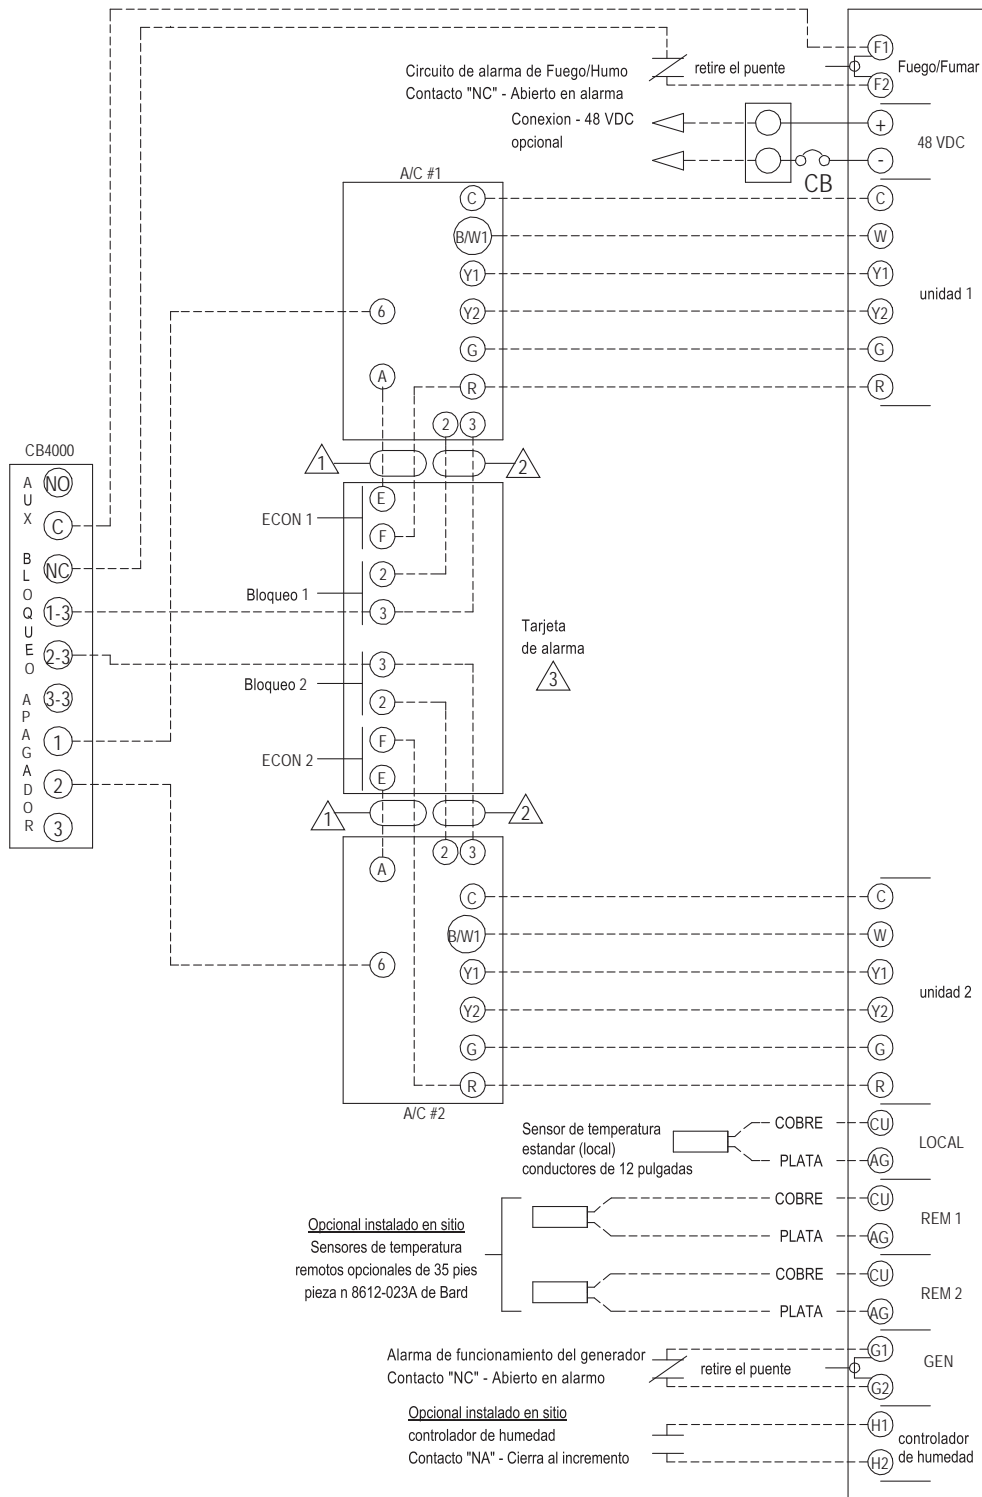 F1
Fuego/Fumar
F2
Circuito de alarma de Fuego/Humo
Contacto "NC" - Abierto en alarma
retire el puente
Conexion - 48 VDC
opcional
+
48 VDC
-
CB
A/C #1
C
B/W1
Y1
Y2
G
R
6
A
2
3
C
W
Y1
unidad 1
Y2
G
R
CB4000
AUX
BLOQUEO
APAGADOR
NO
C
NC
1-3
2-3
3-3
1
2
3
1
2
ECON 1
E
F
Bloqueo 1
2
3
Tarjeta
de alarma
3
Bloqueo 2
3
2
ECON 2
F
E
1
2
A
2
3
C
B/W1
6
Y1
Y2
G
R
A/C #2
C
W
Y1
unidad 2
Y2
G
R
Sensor de temperatura
estandar (local)
conductores de 12 pulgadas
COBRE
CU
PLATA
AG
LOCAL
Opcional instalado en sitio
Sensores de temperatura
remotos opcionales de 35 pies
pieza n 8612-023A de Bard
COBRE
CU
PLATA
AG
REM 1
COBRE
CU
PLATA
AG
REM 2
Alarma de funcionamiento del generador
Contacto "NC" - Abierto en alarmo
retire el puente
G1
GEN
G2
Opcional instalado en sitio
controlador de humedad
Contacto "NA" - Cierra al incremento
H1
controlador
de humedad
H2